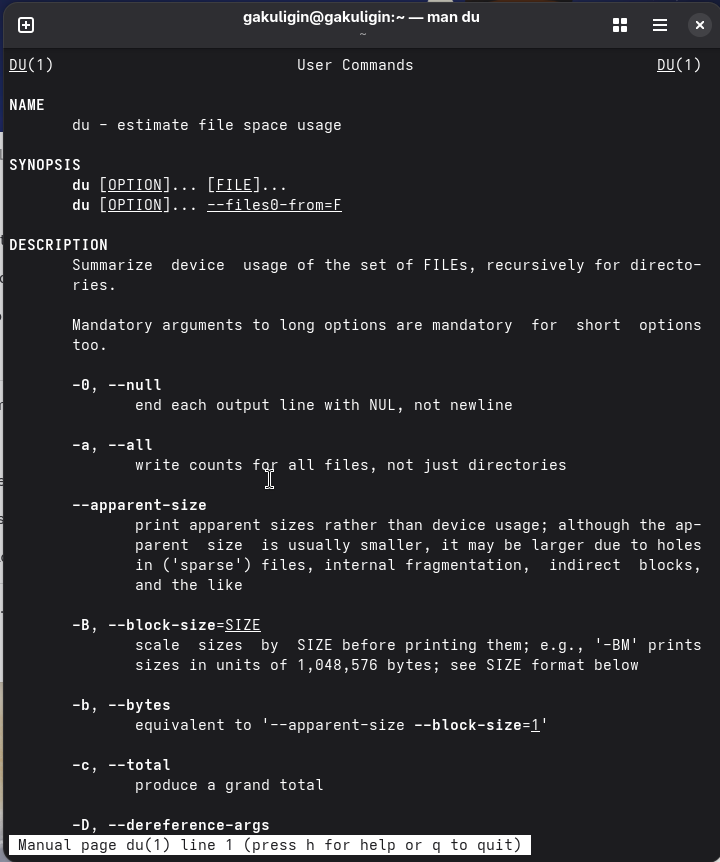 gakuligin@gakuligin:~ — man du
~
DU(1) User Commands DU(1)
NAME
du - estimate file space usage
SYNOPSIS
du [OPTION]... [FILE]...
du [OPTION]... --files0-from=F
DESCRIPTION
Summarize device usage of the set of FILEs, recursively for directo-
ries.
Mandatory arguments to long options are mandatory for short options
too.
-0, --null
end each output line with NUL, not newline
-a, --all
write counts for all files, not just directories
--apparent-size
print apparent sizes rather than device usage; although the ap-
parent size is usually smaller, it may be larger due to holes
in ('sparse') files, internal fragmentation, indirect blocks,
and the like
-B, --block-size=SIZE
scale sizes by SIZE before printing them; e.g., '-BM' prints
sizes in units of 1,048,576 bytes; see SIZE format below
-b, --bytes
equivalent to '--apparent-size --block-size=1'
-c, --total
produce a grand total
-D, --dereference-args
Manual page du(1) line 1 (press h for help or q to quit)